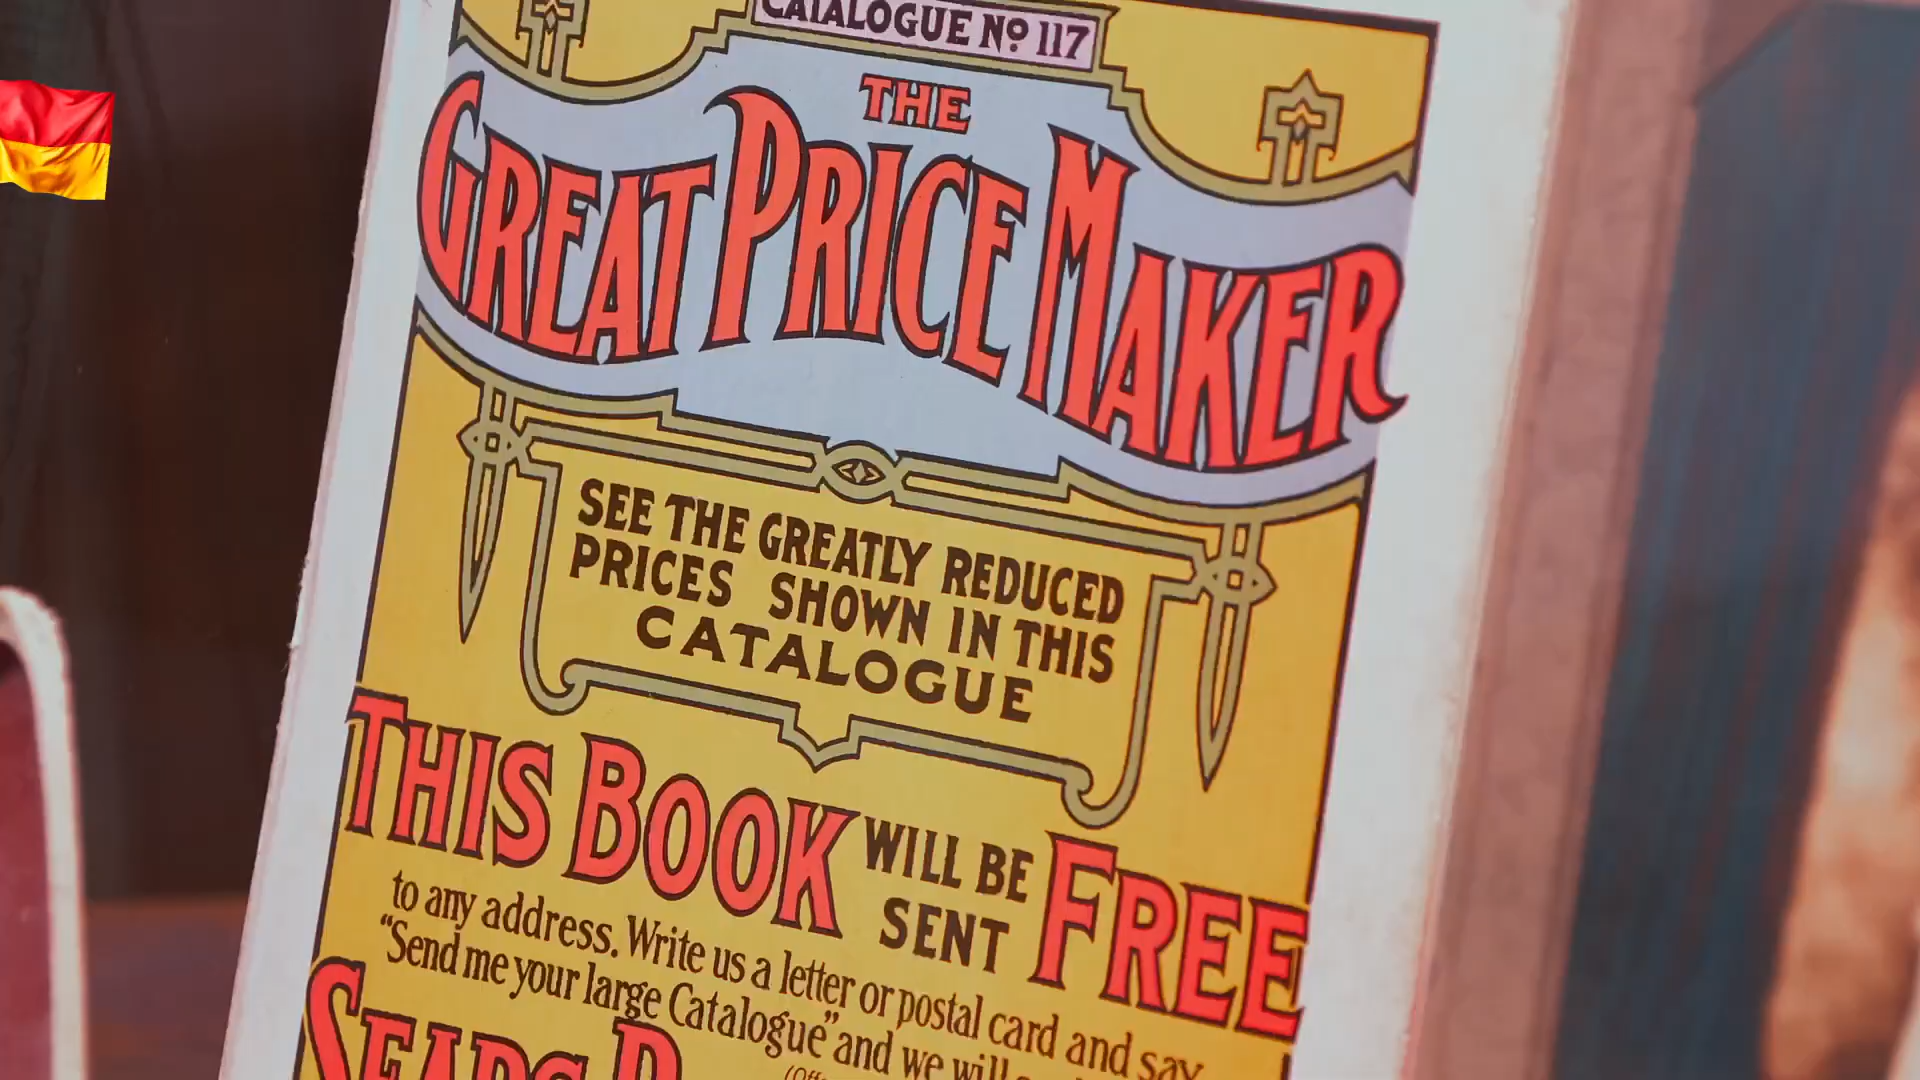 CATALOGUE No 117
THE
GREAT PRICE MAKER
SEE THE GREATLY REDUCED
PRICES SHOWN IN THIS
CATALOGUE
THIS BOOK WILL BE SENT FREE
to any address. Write us a letter or postal card and say
“Send me your large Catalogue” and we will
SEARS